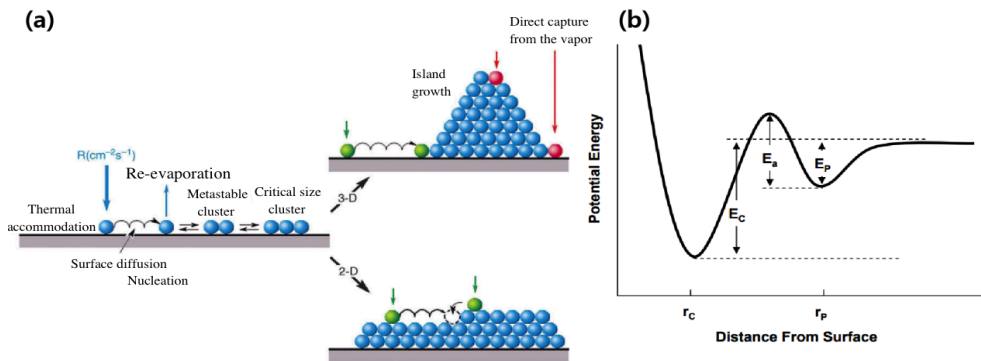 (a)
Direct capture
from the vapor
Island
growth
R(cm⁻²s⁻¹)
Re-evaporation
Thermal
accommodation
Metastable
cluster
Critical size
cluster
Surface diffusion
Nucleation
3-D
2-D
(b)
Potential Energy
E_C
E_a
E_P
r_C
r_P
Distance From Surface